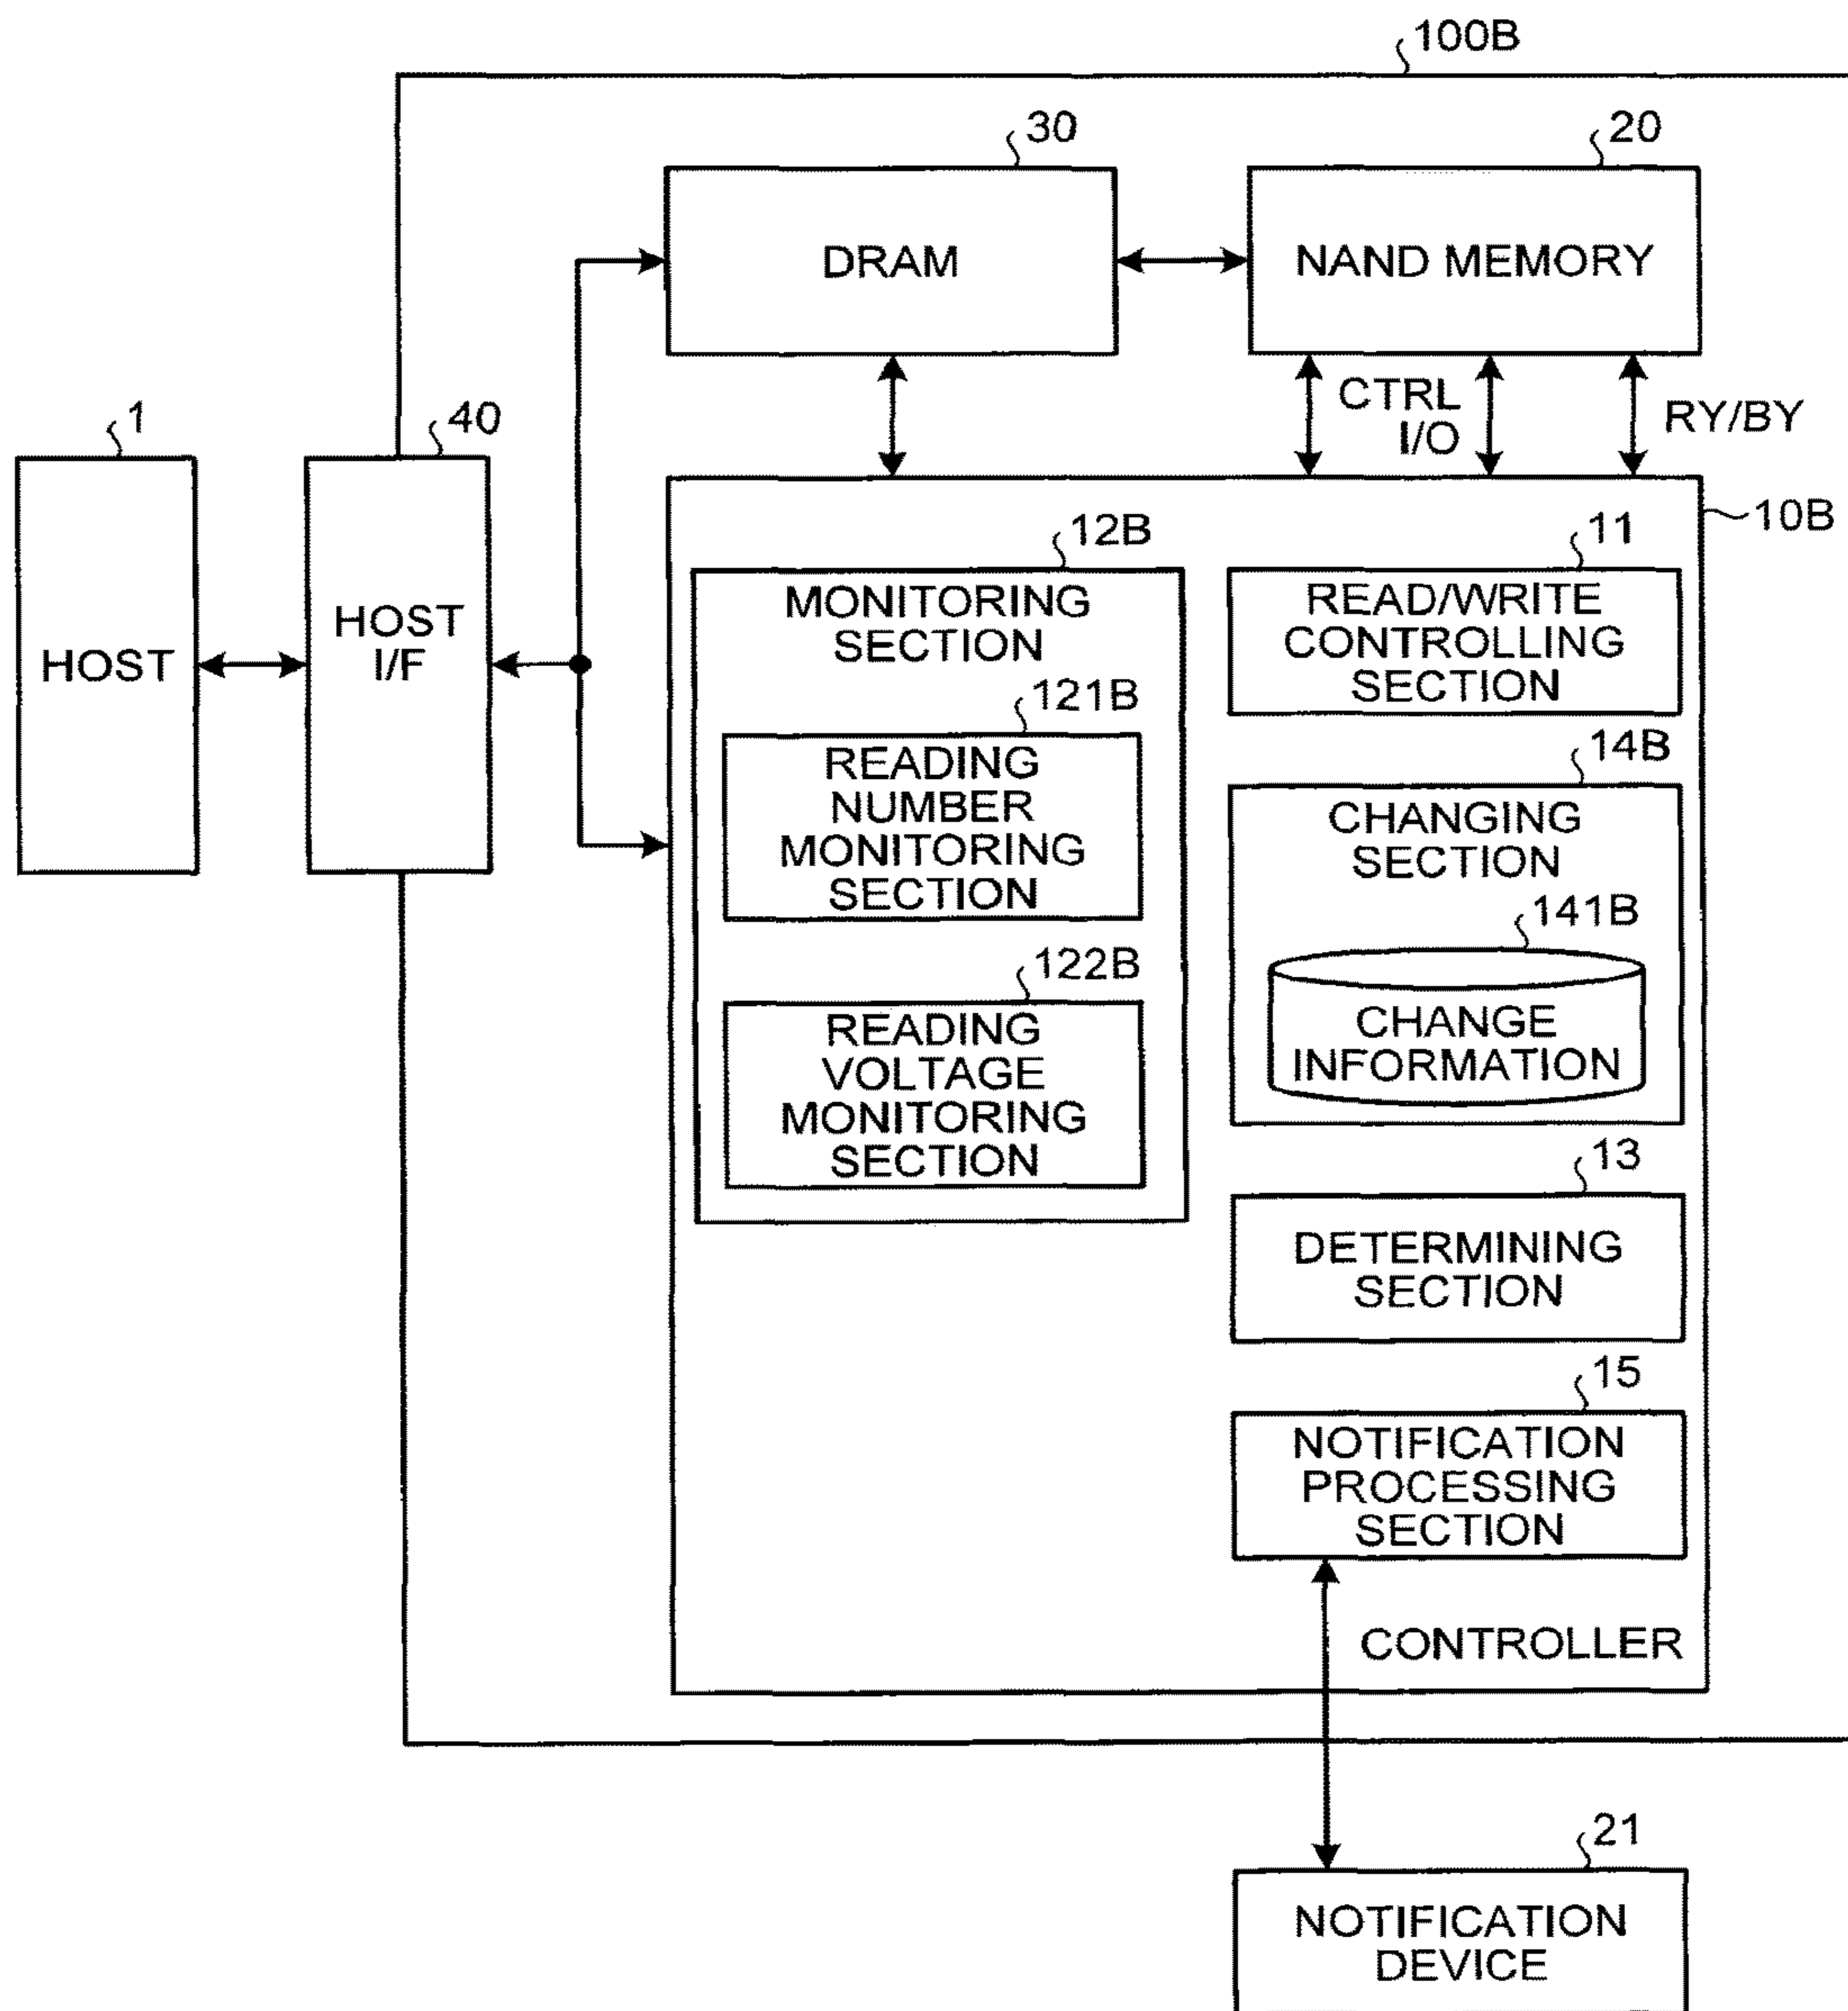 100B
30
20
DRAM
NAND MEMORY
1
40
CTRL
I/O
RY/BY
10B
HOST
HOST
I/F
12B
MONITORING
SECTION
121B
READING
NUMBER
MONITORING
SECTION
122B
READING
VOLTAGE
MONITORING
SECTION
11
READ/WRITE
CONTROLLING
SECTION
14B
CHANGING
SECTION
141B
CHANGE
INFORMATION
13
DETERMINING
SECTION
15
NOTIFICATION
PROCESSING
SECTION
CONTROLLER
21
NOTIFICATION
DEVICE